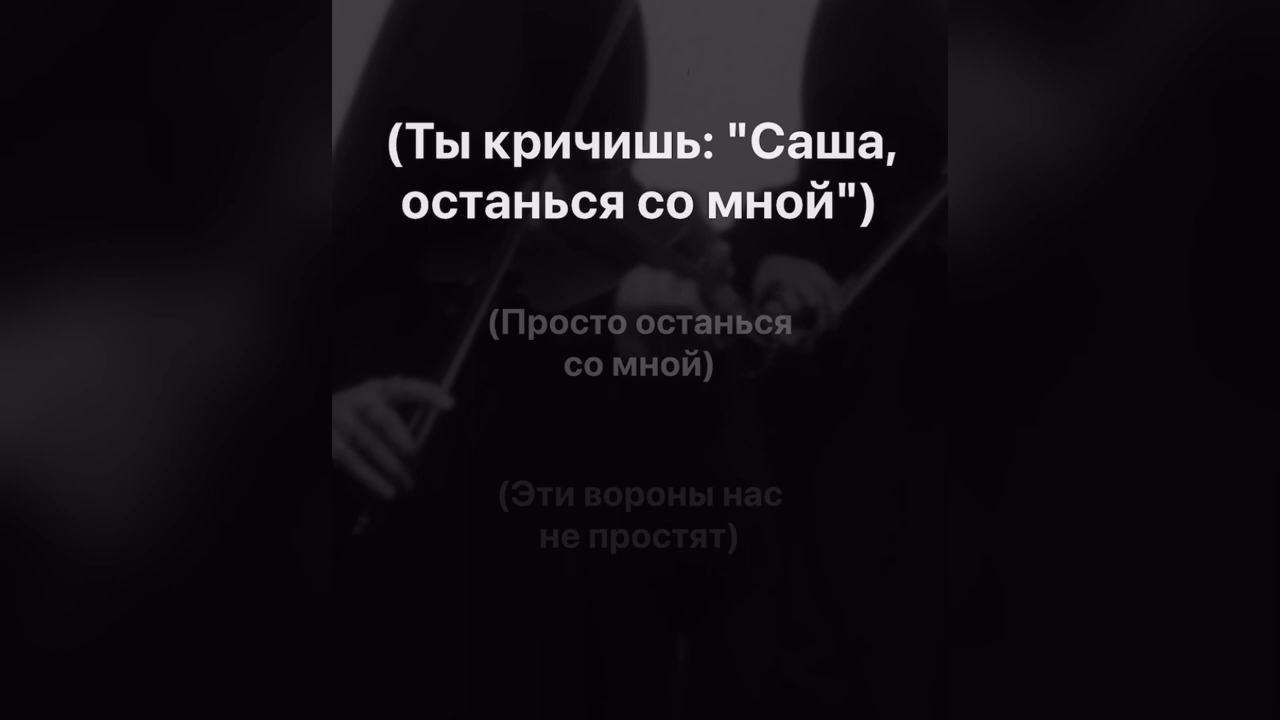 (Ты кричишь: "Саша,
останься со мной")
(Просто останься
со мной)
(Эти вороны нас
не простят)